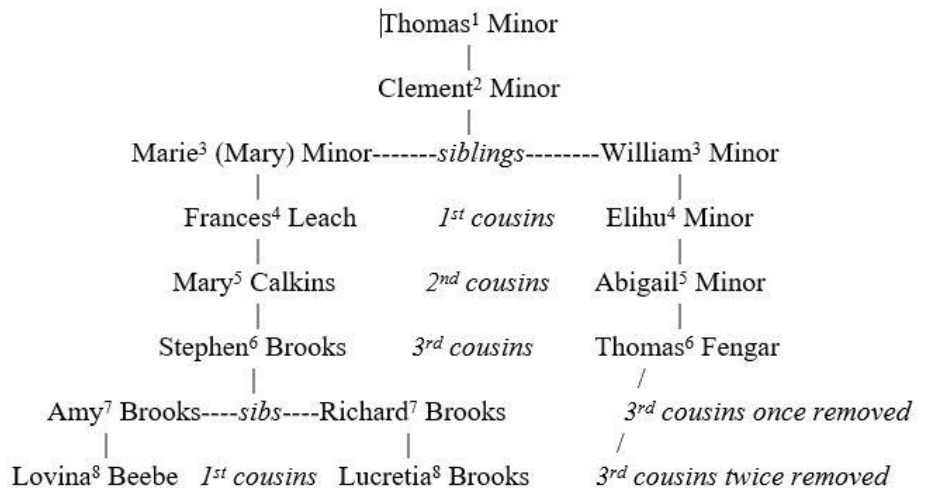 Thomas¹ Minor
Clement² Minor
Marie³ (Mary) Minor-------siblings--------William³ Minor
Frances⁴ Leach 1st cousins Elihu⁴ Minor
Mary⁵ Calkins 2nd cousins Abigail⁵ Minor
Stephen⁶ Brooks 3rd cousins Thomas⁶ Fengar
Amy⁷ Brooks----sibs----Richard⁷ Brooks 3rd cousins once removed
Lovina⁸ Beebe 1st cousins Lucretia⁸ Brooks 3rd cousins twice removed